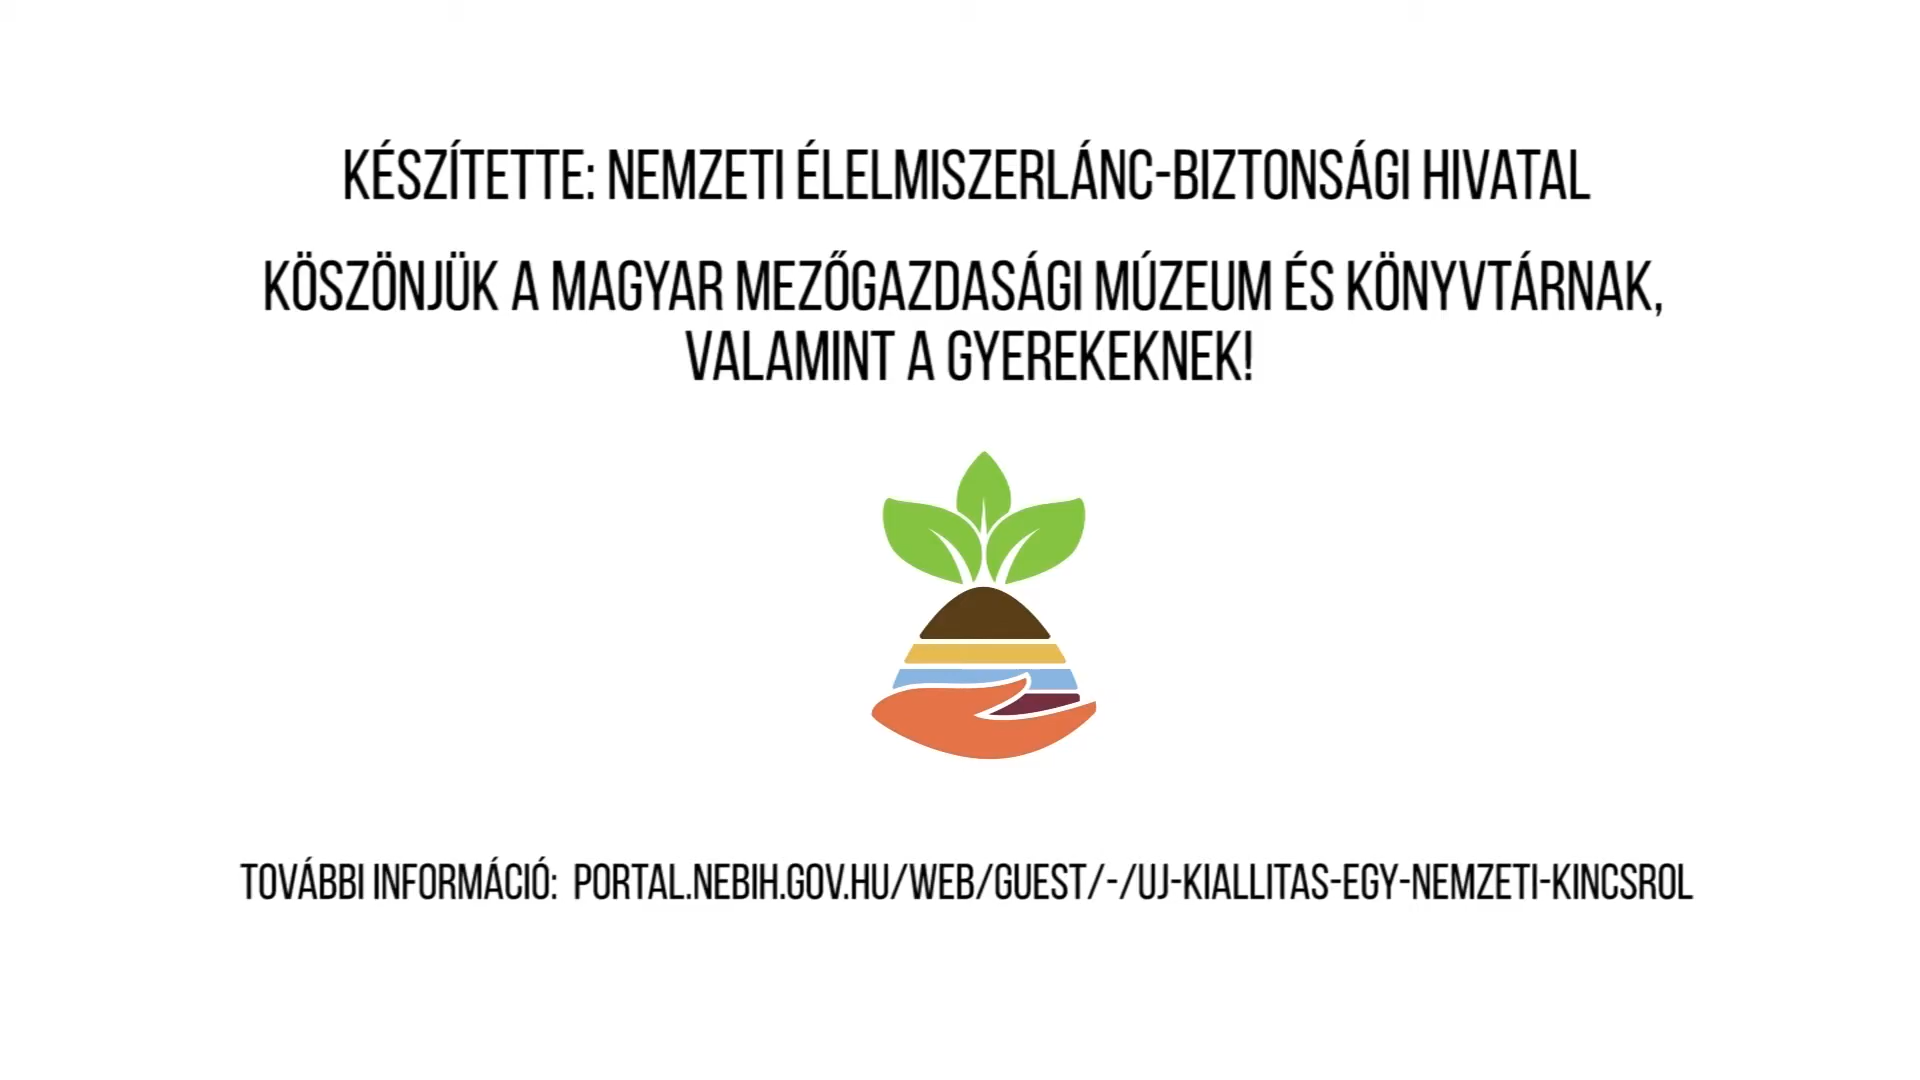 KÉSZÍTETTE: NEMZETI ÉLELMISZERLÁNC-BIZTONSÁGI HIVATAL
KÖSZÖNJÜK A MAGYAR MEZŐGAZDASÁGI MÚZEUM ÉS KÖNYVTÁRNAK,
VALAMINT A GYEREKEKNEK!
TOVÁBBI INFORMÁCIÓ: PORTAL.NEBIH.GOV.HU/WEB/GUEST/-/UJ-KIALLITAS-EGY-NEMZETI-KINCSROL